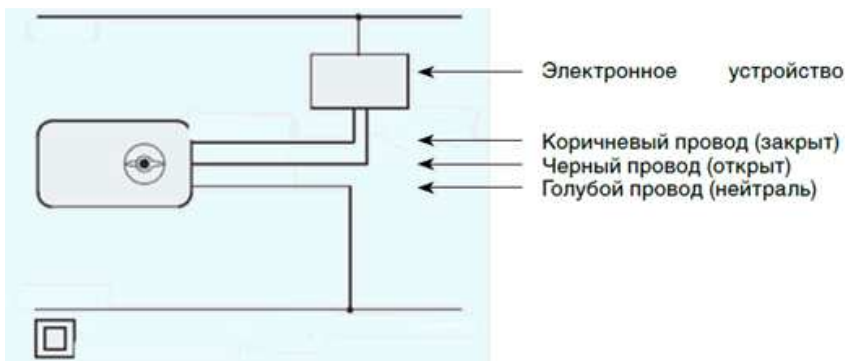 Электронное устройство
Коричневый провод (закрыт)
Черный провод (открыт)
Голубой провод (нейтраль)